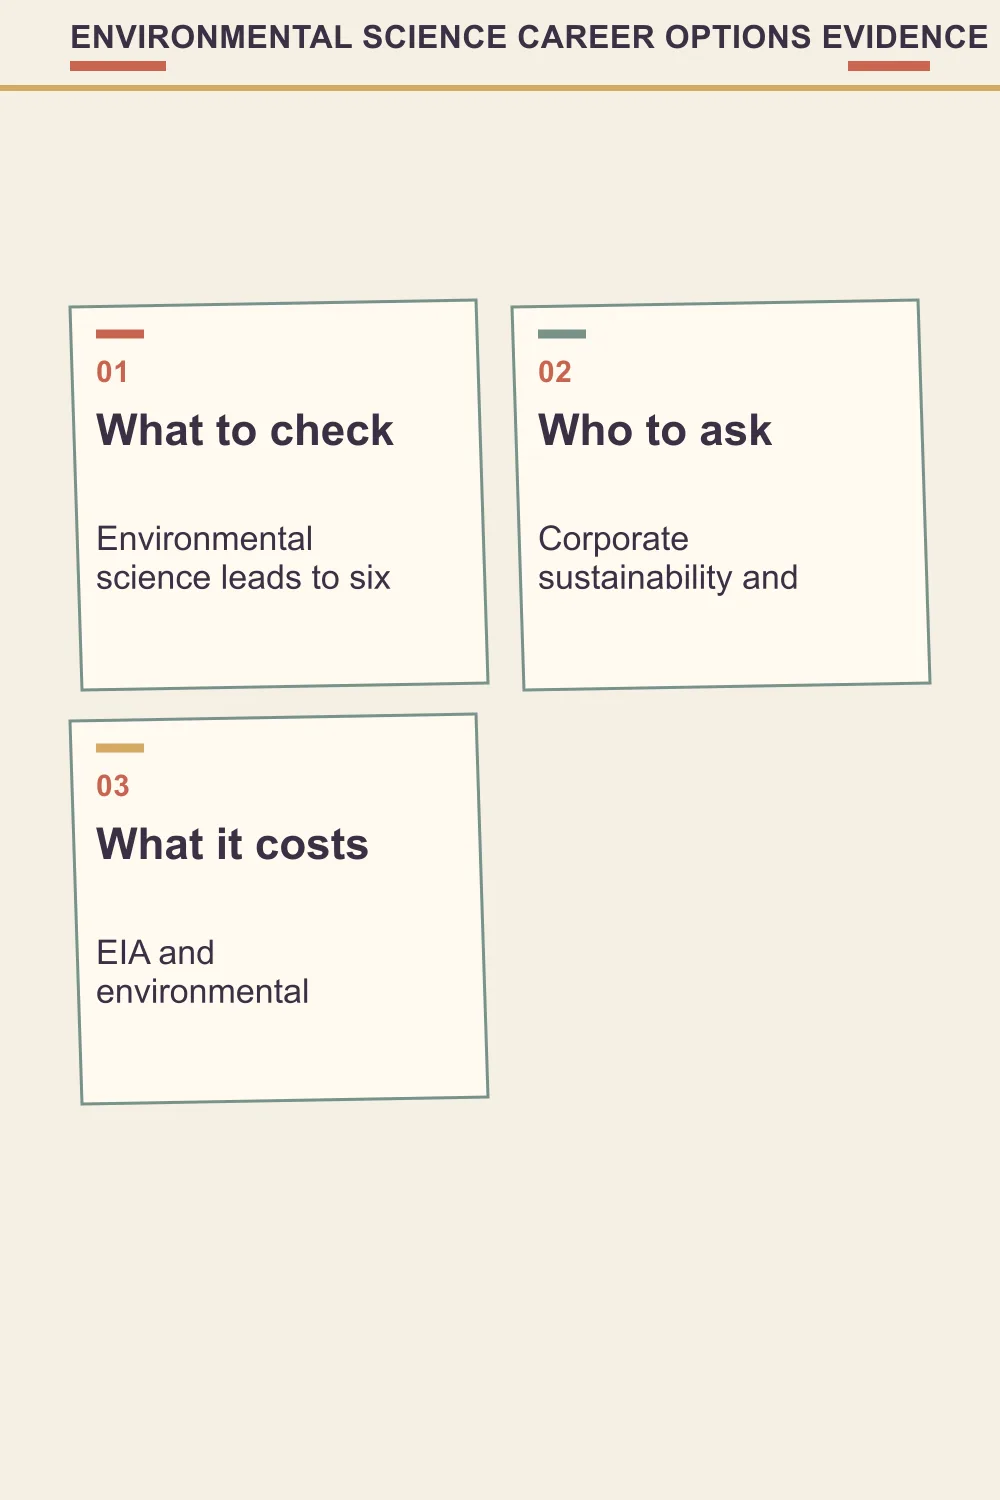 ENVIRONMENTAL SCIENCE CAREER OPTIONS EVIDENCE
01
What to check
Environmental
science leads to six
02
Who to ask
Corporate
sustainability and
03
What it costs
EIA and
environmental